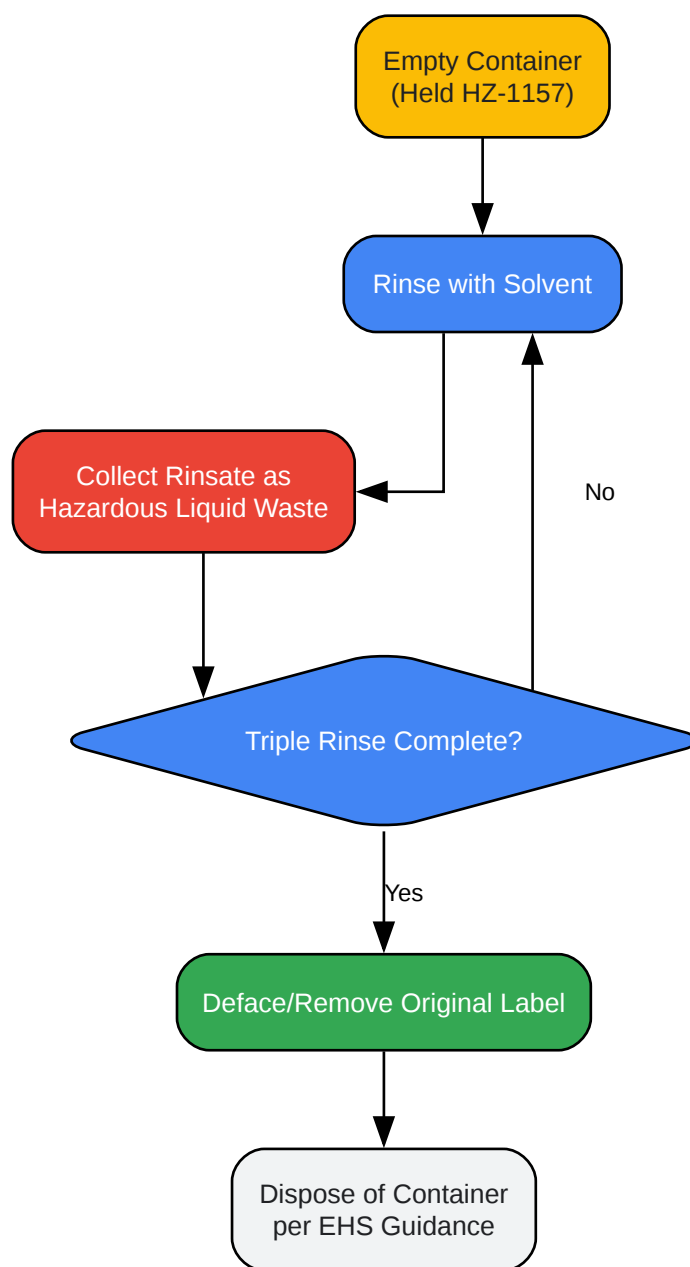 Empty Container
(Held HZ-1157)
Rinse with Solvent
Collect Rinsate as
Hazardous Liquid Waste
No
Triple Rinse Complete?
Yes
Deface/Remove Original Label
Dispose of Container
per EHS Guidance